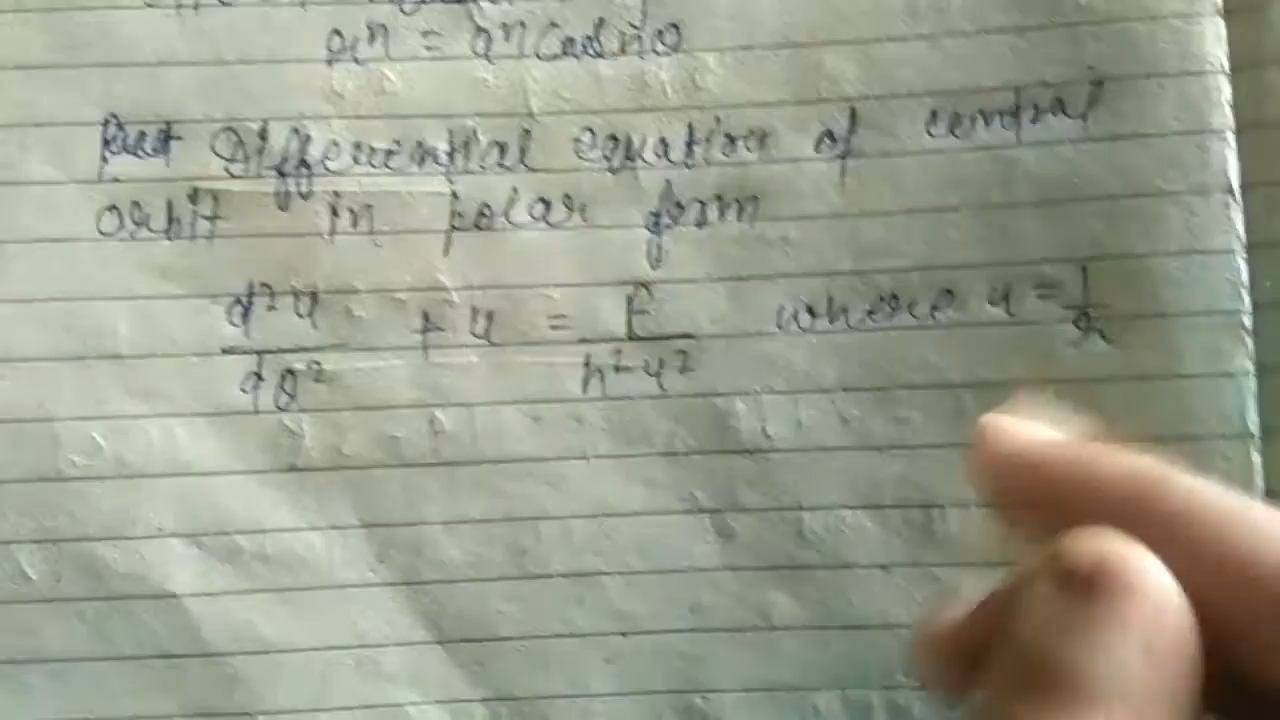 rⁿ = aⁿ Cos nθ
Differential equation of central
orbit in polar form
d²u/dθ² + u = F/h²u² where u = 1/r